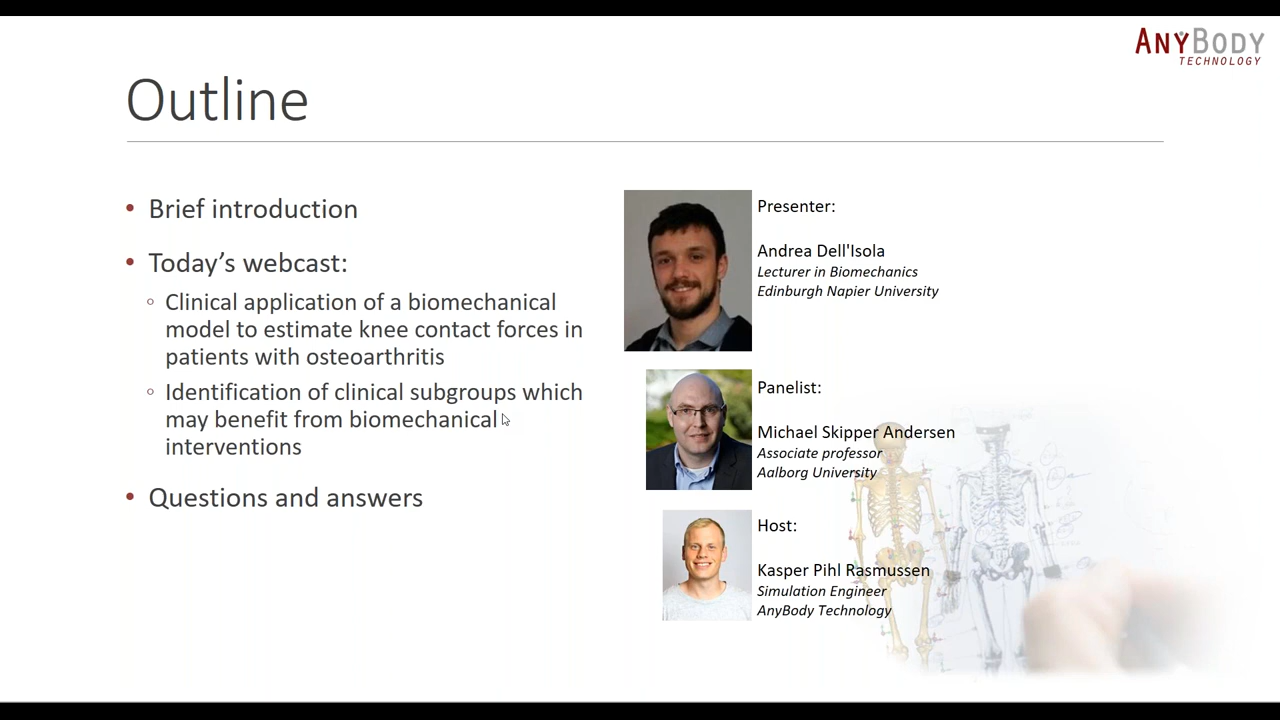 ANYBODY
TECHNOLOGY
Outline
• Brief introduction
• Today’s webcast:
◦ Clinical application of a biomechanical
model to estimate knee contact forces in
patients with osteoarthritis
◦ Identification of clinical subgroups which
may benefit from biomechanical
interventions
• Questions and answers
Presenter:
Andrea Dell'Isola
Lecturer in Biomechanics
Edinburgh Napier University
Panelist:
Michael Skipper Andersen
Associate professor
Aalborg University
Host:
Kasper Pihl Rasmussen
Simulation Engineer
AnyBody Technology